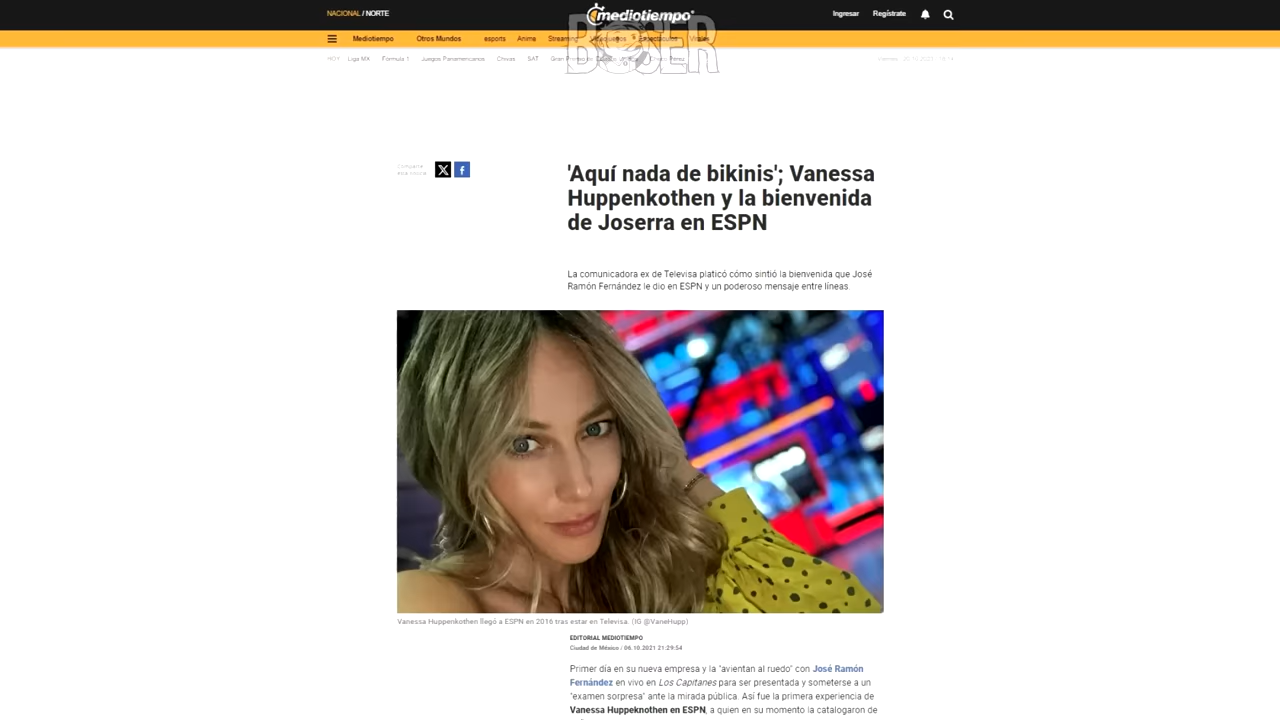 NACIONAL / NORTE
mediotiempo
Ingresar
Regístrate
Mediotiempo
Otros Mundos
esports
Anime
Streaming
Videojuegos
Espectáculos
Virales
BOSER
HOY
Liga MX
Fórmula 1
Juegos Panamericanos
Chivas
SAT
Gran Premio de
Pérez
Comparte
esta noticia
'Aquí nada de bikinis'; Vanessa
Huppenkothen y la bienvenida
de Joserra en ESPN
La comunicadora ex de Televisa platicó cómo sintió la bienvenida que José
Ramón Fernández le dio en ESPN y un poderoso mensaje entre líneas
Vanessa Huppenkothen llegó a ESPN en 2016 tras estar en Televisa. (IG @VaneHupp)
EDITORIAL MEDIOTIEMPO
Ciudad de México / 06.10.2021 21:29:54
Primer día en su nueva empresa y la "avientan al ruedo" con José Ramón
Fernández en vivo en Los Capitanes para ser presentada y someterse a un
"examen sorpresa" ante la mirada pública. Así fue la primera experiencia de
Vanessa Huppeknothen en ESPN, a quien en su momento la catalogaron de